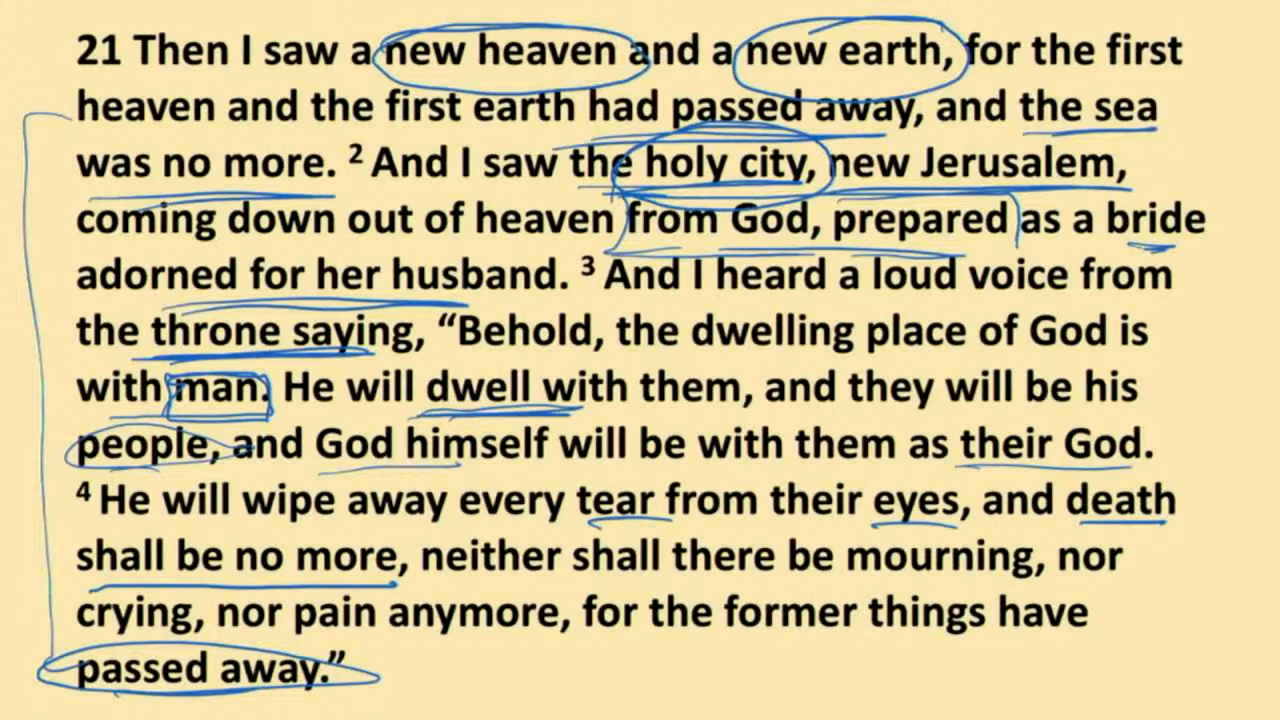 21 Then I saw a new heaven and a new earth, for the first
heaven and the first earth had passed away, and the sea
was no more. ² And I saw the holy city, new Jerusalem,
coming down out of heaven from God, prepared as a bride
adorned for her husband. ³ And I heard a loud voice from
the throne saying, “Behold, the dwelling place of God is
with man. He will dwell with them, and they will be his
people, and God himself will be with them as their God.
⁴ He will wipe away every tear from their eyes, and death
shall be no more, neither shall there be mourning, nor
crying, nor pain anymore, for the former things have
passed away.”